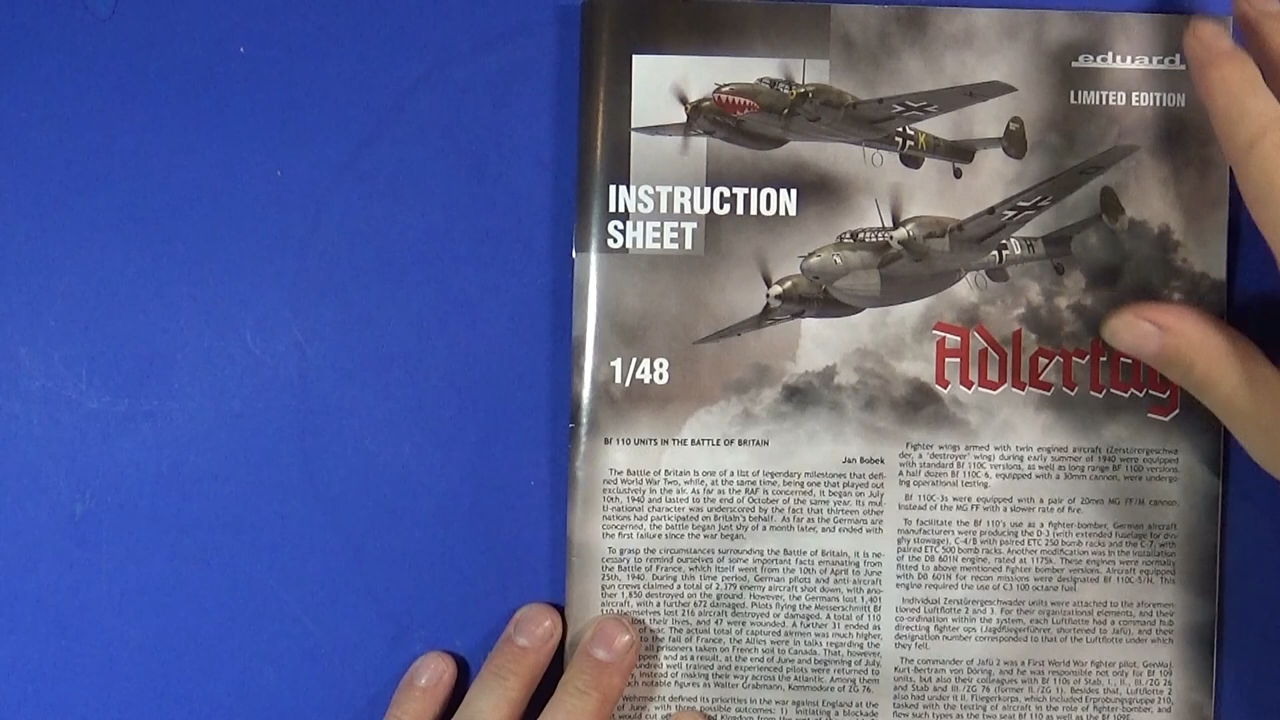 eduard
LIMITED EDITION
K
INSTRUCTION
SHEET
D H
1/48
Adlertag
Bf 110 UNITS IN THE BATTLE OF BRITAIN
Jan Bobek
The Battle of Britain is one of a list of legendary milestones that defi-
ned World War Two, while, at the same time, being one that played out
exclusively in the air. As far as the RAF is concerned, it began on July
10th, 1940 and lasted to the end of October of the same year. Its mul-
ti-national character was underscored by the fact that thirteen other
nations had participated on Britain's behalf. As far as the Germans are
concerned, the battle began just shy of a month later, and ended with
the first failure since the war began.
To grasp the circumstances surrounding the Battle of Britain, it is ne-
cessary to remind ourselves of some important facts emanating from
the Battle of France, which itself went from the 10th of April to June
25th, 1940. During this time period, German pilots and anti-aircraft
gun crews claimed a total of 2,379 enemy aircraft shot down, with ano-
ther 1,850 destroyed on the ground. However, the Germans lost 1,401
aircraft, with a further 672 damaged. Pilots flying the Messerschmitt Bf
110 themselves lost 216 aircraft destroyed or damaged. A total of 110
lost their lives, and 47 were wounded. A further 31 ended as
of war. The actual total of captured airmen was much higher,
to the fall of France, the Allies were in talks regarding the
all prisoners taken on French soil to Canada. That, however,
ppen, and as a result, at the end of June and beginning of July,
undred well trained and experienced pilots were returned to
instead of making their way across the Atlantic. Among them
ch notable figures as Walter Grabmann, Kommodore of ZG 76.
Wehrmacht defined its priorities in the war against England at the
of June, with three possible outcomes: 1) Initiating a blockade
would cut off Kingdom from the rest of the
Fighter wings armed with twin engined aircraft (Zerstörergeschwa-
der, a 'destroyer' wing) during early summer of 1940 were equipped
with standard Bf 110C versions, as well as long range Bf 110D versions.
A half dozen Bf 110C-6, equipped with a 30mm cannon, were undergo-
ing operational testing.
Bf 110C-3s were equipped with a pair of 20mm MG FF/M cannon,
instead of the MG FF with a slower rate of fire.
To facilitate the Bf 110's use as a fighter-bomber, German aircraft
manufacturers were producing the D-3 (with extended fuselage for din-
ghy stowage), C-4/B with paired ETC 250 bomb racks and the C-7, with
paired ETC 500 bomb racks. Another modification was in the installation
of the DB 601N engine, rated at 1175k. These engines were normally
fitted to above mentioned fighter bomber versions. Aircraft equipped
with DB 601N for recon missions were designated Bf 110C-5/N. This
engine required the use of C3 100 octane fuel.
Individual Zerstörergeschwader units were attached to the aforemen-
tioned Luftflotte 2 and 3. For their organizational elements, and their
co-ordination within the system, each Luftflotte had a command hub
directing fighter ops (Jagdfliegerführer, shortened to Jafü), and their
designation number corresponded to that of the Luftflotte under which
they fell.
The commander of Jafü 2 was a First World War fighter pilot, GenMaj.
Kurt-Bertram von Döring, and he was responsible not only for Bf 109
units, but also their colleagues with Bf 110s of Stab, I., II., III./ZG 26
and Stab and III./ZG 76 (former II./ZG 1). Besides that, Luftflotte 2
also had under it II. Fliegerkorps, which included Erprobungsgruppe 210,
tasked with the testing of aircraft in the role of fighter-bomber, and
new such types as the two seat Bf 110 as well as the Bf 109